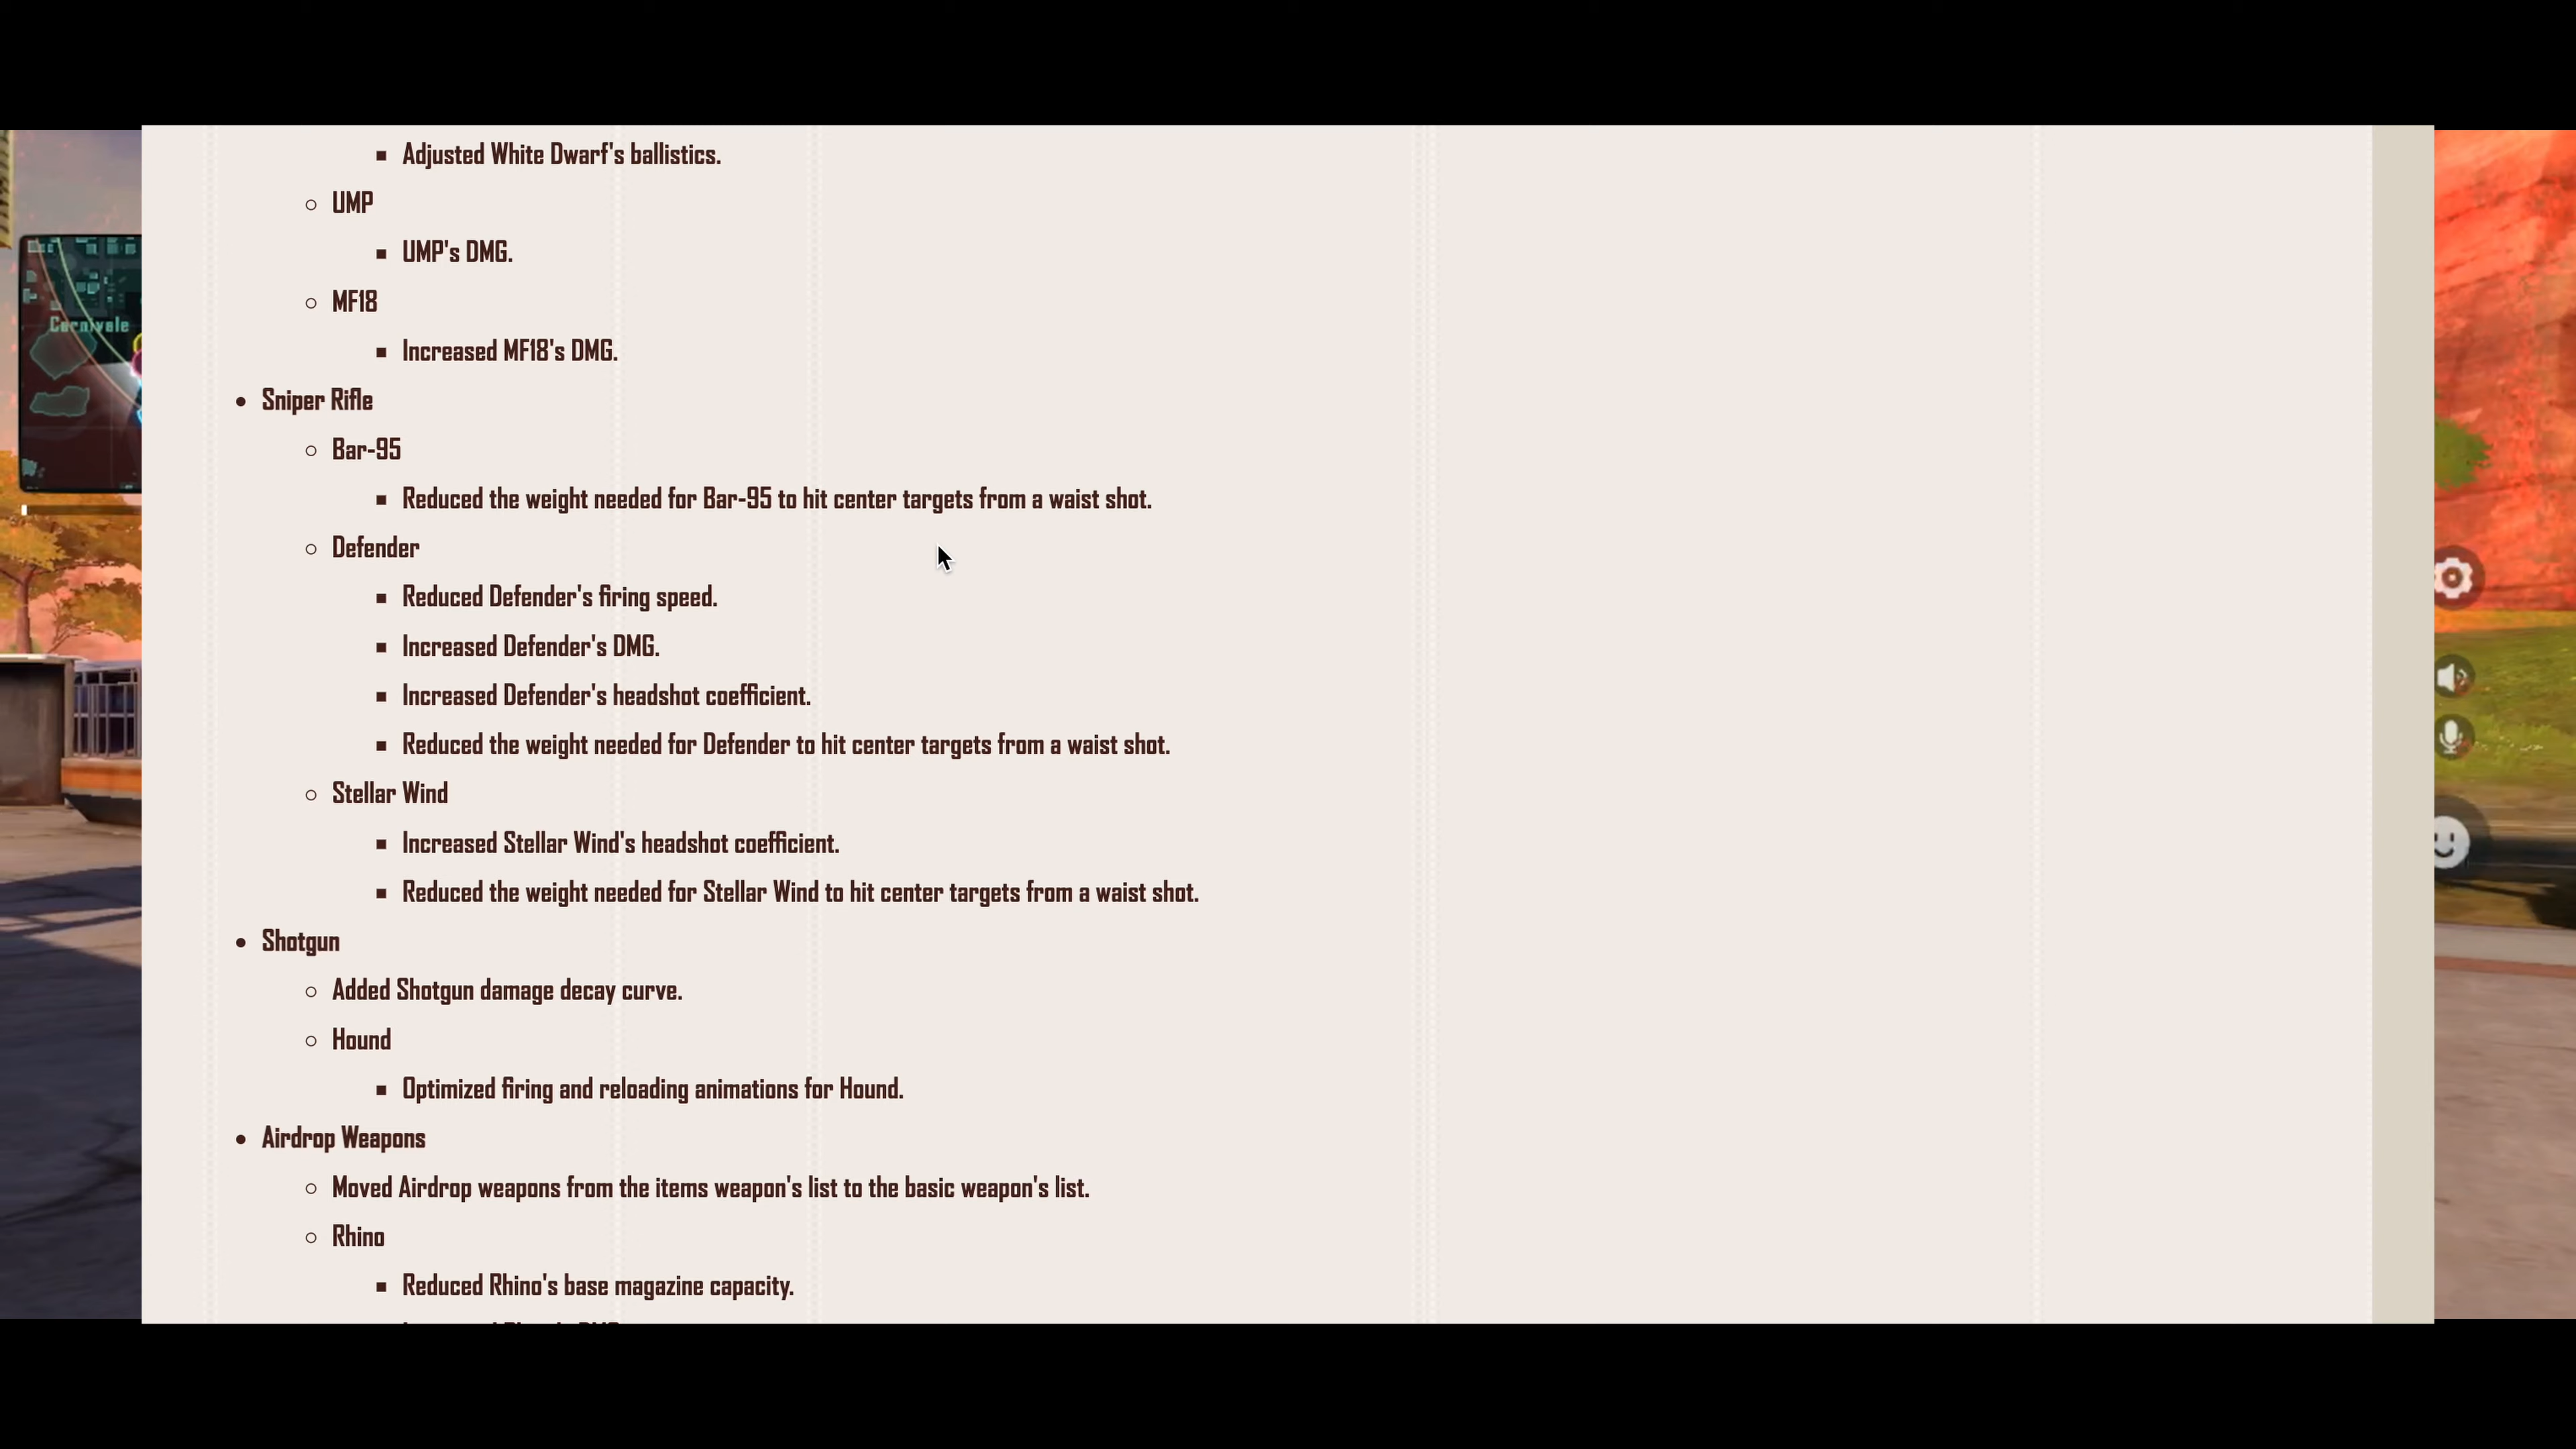 Adjusted White Dwarf's ballistics.
UMP
UMP's DMG.
MF18
Increased MF18's DMG.
Sniper Rifle
Bar-95
Reduced the weight needed for Bar-95 to hit center targets from a waist shot.
Defender
Reduced Defender's firing speed.
Increased Defender's DMG.
Increased Defender's headshot coefficient.
Reduced the weight needed for Defender to hit center targets from a waist shot.
Stellar Wind
Increased Stellar Wind's headshot coefficient.
Reduced the weight needed for Stellar Wind to hit center targets from a waist shot.
Shotgun
Added Shotgun damage decay curve.
Hound
Optimized firing and reloading animations for Hound.
Airdrop Weapons
Moved Airdrop weapons from the items weapon's list to the basic weapon's list.
Rhino
Reduced Rhino's base magazine capacity.
Carnivale